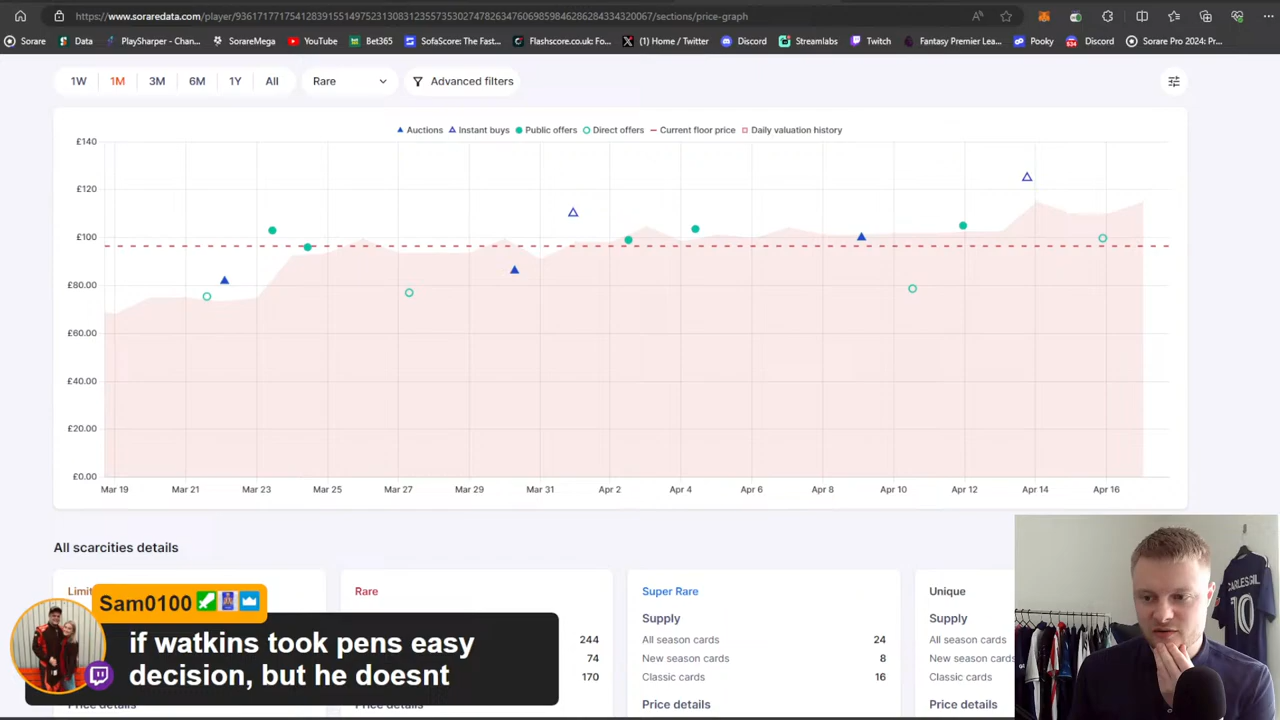 https://www.soraredata.com/player/93617177175412839155149752313083123557353027478263476069859846286284334320067/sections/price-graph
Sorare
Data
PlaySharper - Chan...
SorareMega
YouTube
Bet365
SofaScore: The Fast...
Flashscore.co.uk: Fo...
(1) Home / Twitter
Discord
Streamlabs
Twitch
Fantasy Premier Lea...
Pooky
Discord
Sorare Pro 2024: Pr...
1W
1M
3M
6M
1Y
All
Rare
Advanced filters
Auctions
Instant buys
Public offers
Direct offers
Current floor price
Daily valuation history
£140
£120
£100
£80.00
£60.00
£40.00
£20.00
£0.00
Mar 19
Mar 21
Mar 23
Mar 25
Mar 27
Mar 29
Mar 31
Apr 2
Apr 4
Apr 6
Apr 8
Apr 10
Apr 12
Apr 14
Apr 16
All scarcities details
Rare
244
74
170
Super Rare
Supply
All season cards 24
New season cards 8
Classic cards 16
Price details
Unique
Supply
All season cards
New season cards
Classic cards
Price details
Sam0100
if watkins took pens easy
decision, but he doesnt
10